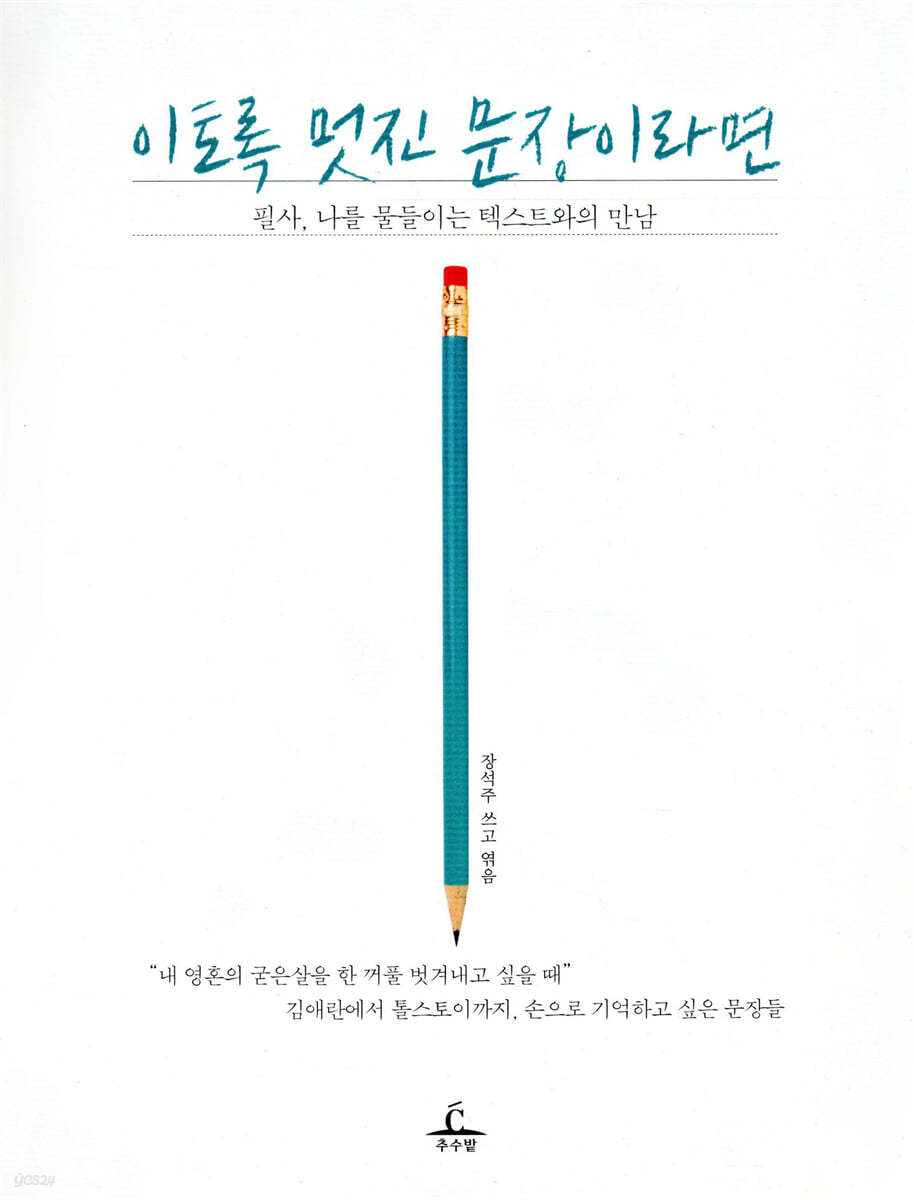 이토록 멋진 문장이라면
필사, 나를 물들이는 텍스트와의 만남
장석주 쓰고 엮음
“내 영혼의 굳은살을 한 꺼풀 벗겨내고 싶을 때”
김애란에서 톨스토이까지, 손으로 기억하고 싶은 문장들
Ć
추수밭
yes24